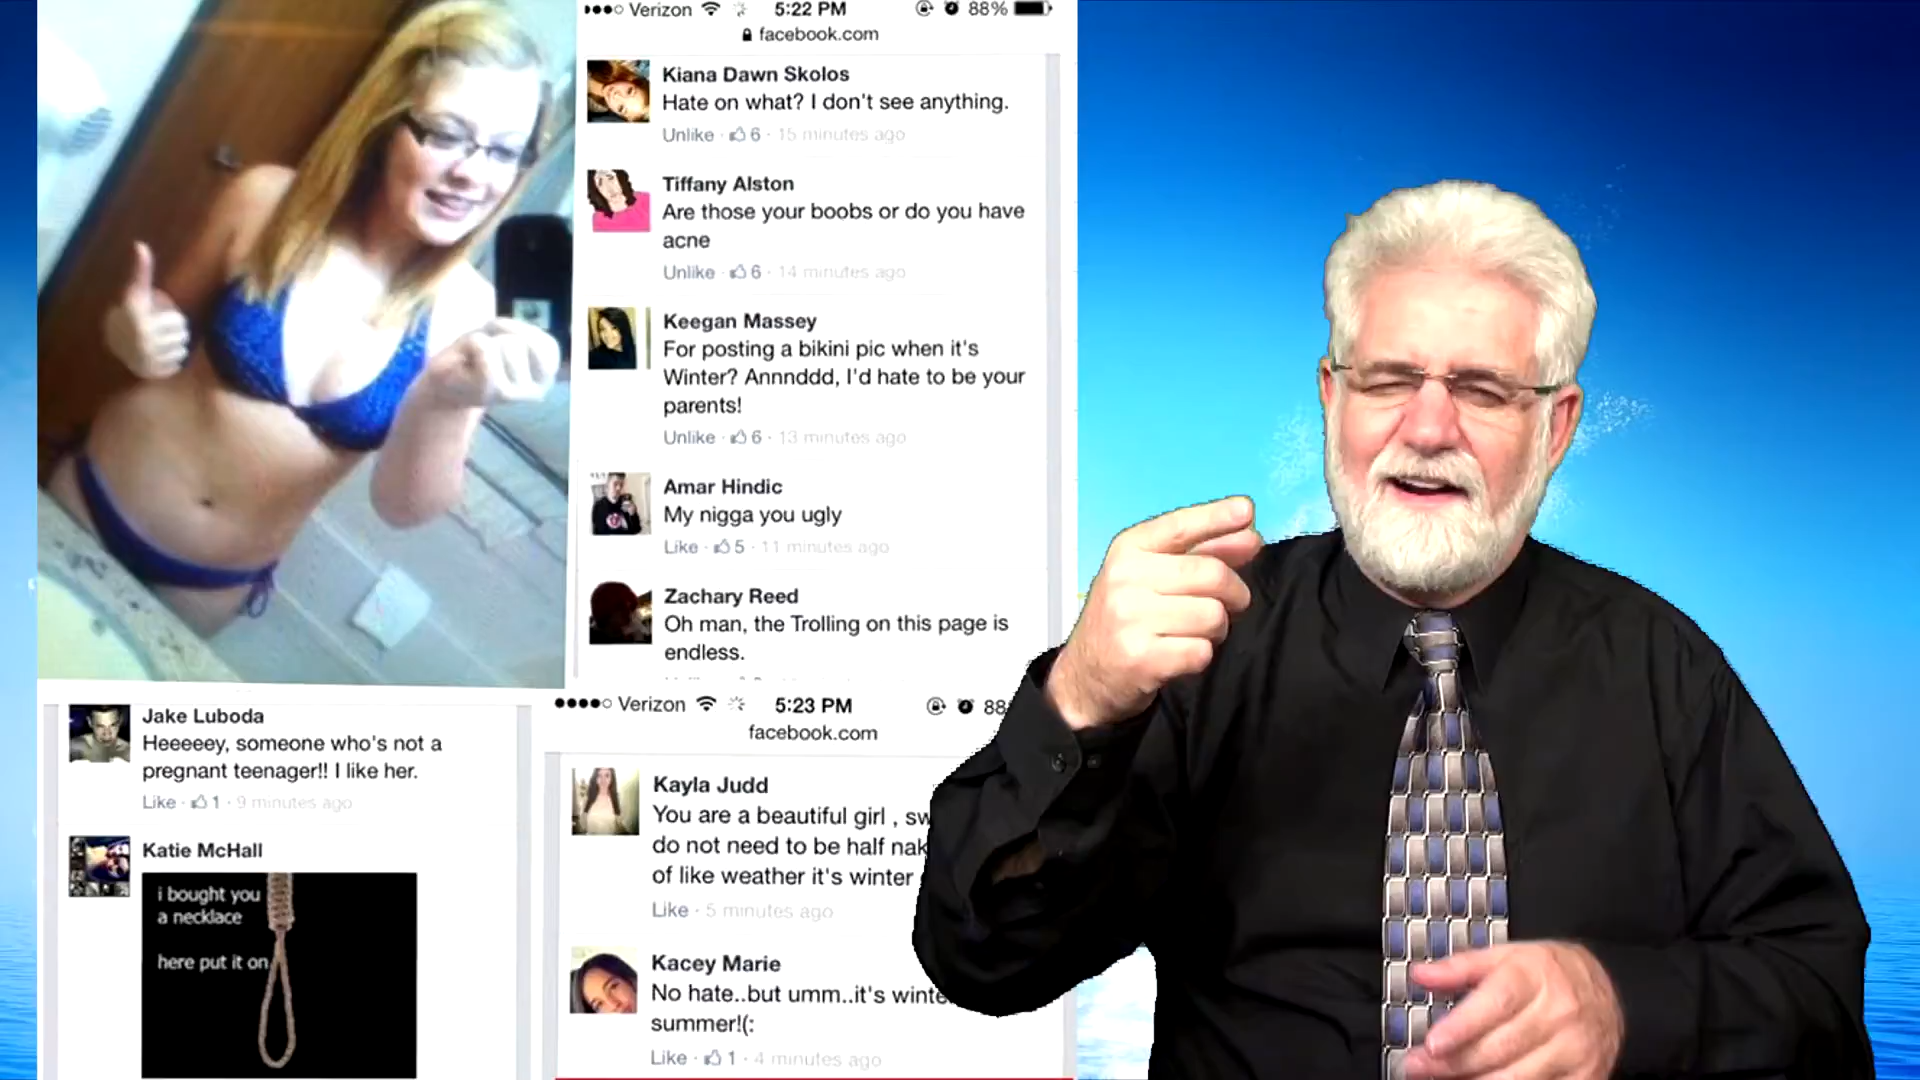 Verizon 5:22 PM 88%
facebook.com
Kiana Dawn Skolos
Hate on what? I don't see anything.
Unlike · 6 · 15 minutes ago
Tiffany Alston
Are those your boobs or do you have
acne
Unlike · 6 · 14 minutes ago
Keegan Massey
For posting a bikini pic when it's
Winter? Annnddd, I'd hate to be your
parents!
Unlike · 6 · 13 minutes ago
Amar Hindic
My nigga you ugly
Like · 5 · 11 minutes ago
Zachary Reed
Oh man, the Trolling on this page is
endless.
Jake Luboda
Heeeeey, someone who's not a
pregnant teenager!! I like her.
Like · 1 · 9 minutes ago
Katie McHall
i bought you
a necklace
here put it on
Verizon 5:23 PM 88
facebook.com
Kayla Judd
You are a beautiful girl , sw
do not need to be half nak
of like weather it's winter
Like · 5 minutes ago
Kacey Marie
No hate..but umm..it's winte
summer!(:
Like · 1 · 4 minutes ago